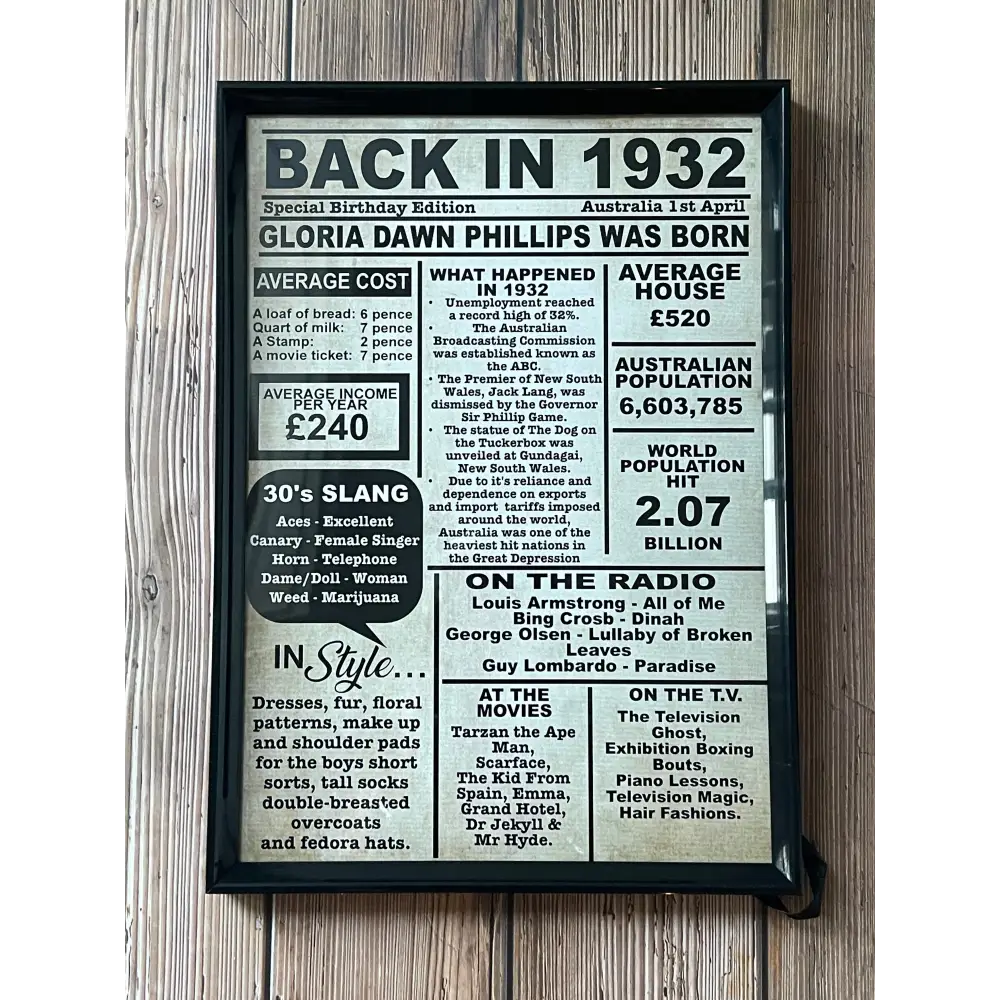 BACK IN 1932
Special Birthday Edition Australia 1st April
GLORIA DAWN PHILLIPS WAS BORN
AVERAGE COST
A loaf of bread: 6 pence
Quart of milk: 7 pence
A Stamp: 2 pence
A movie ticket: 7 pence
AVERAGE INCOME
PER YEAR
£240
30's SLANG
Aces - Excellent
Canary - Female Singer
Horn - Telephone
Dame/Doll - Woman
Weed - Marijuana
IN Style...
Dresses, fur, floral
patterns, make up
and shoulder pads
for the boys short
sorts, tall socks
double-breasted
overcoats
and fedora hats.
WHAT HAPPENED
IN 1932
• Unemployment reached
a record high of 32%.
• The Australian
Broadcasting Commission
was established known as
the ABC.
• The Premier of New South
Wales, Jack Lang, was
dismissed by the Governor
Sir Phillip Game.
• The statue of The Dog on
the Tuckerbox was
unveiled at Gundagai,
New South Wales.
• Due to it's reliance and
dependence on exports
and import tariffs imposed
around the world,
Australia was one of the
heaviest hit nations in
the Great Depression
AVERAGE
HOUSE
£520
AUSTRALIAN
POPULATION
6,603,785
WORLD
POPULATION
HIT
2.07
BILLION
ON THE RADIO
Louis Armstrong - All of Me
Bing Crosb - Dinah
George Olsen - Lullaby of Broken
Leaves
Guy Lombardo - Paradise
AT THE
MOVIES
Tarzan the Ape
Man,
Scarface,
The Kid From
Spain, Emma,
Grand Hotel,
Dr Jekyll &
Mr Hyde.
ON THE T.V.
The Television
Ghost,
Exhibition Boxing
Bouts,
Piano Lessons,
Television Magic,
Hair Fashions.